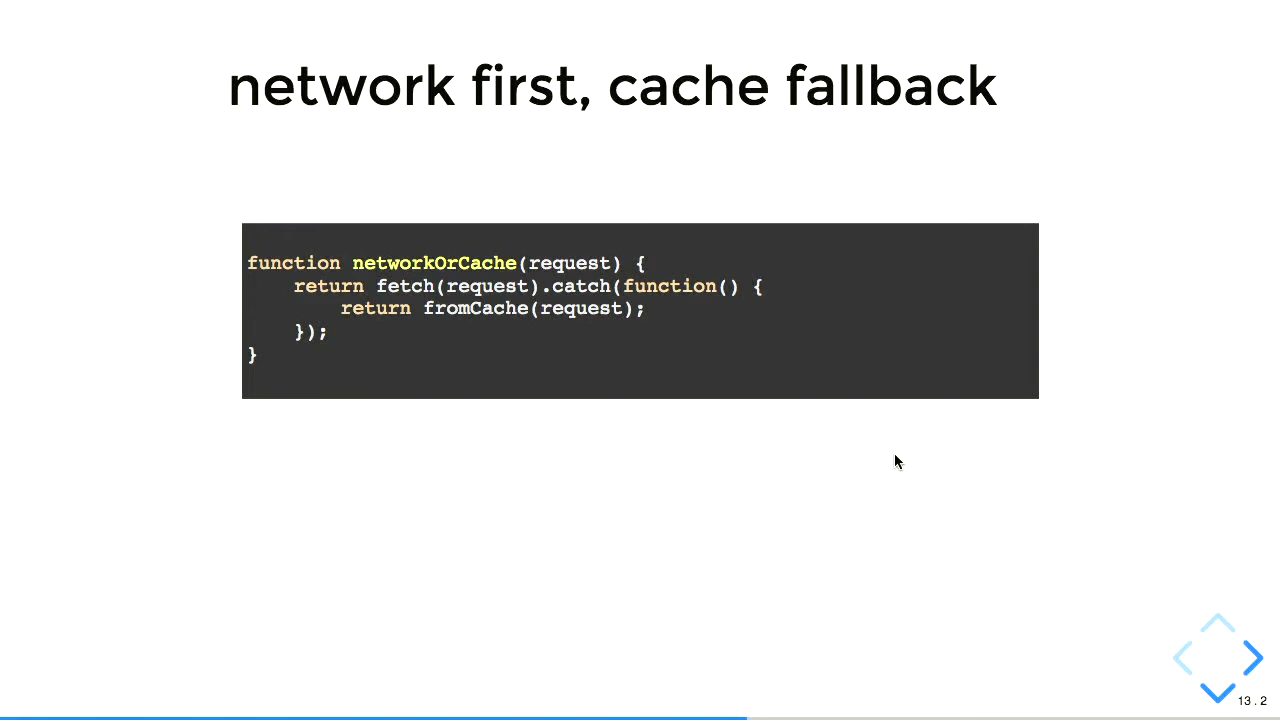 network first, cache fallback
function networkOrCache(request) {
    return fetch(request).catch(function() {
        return fromCache(request);
    });
}
13 . 2